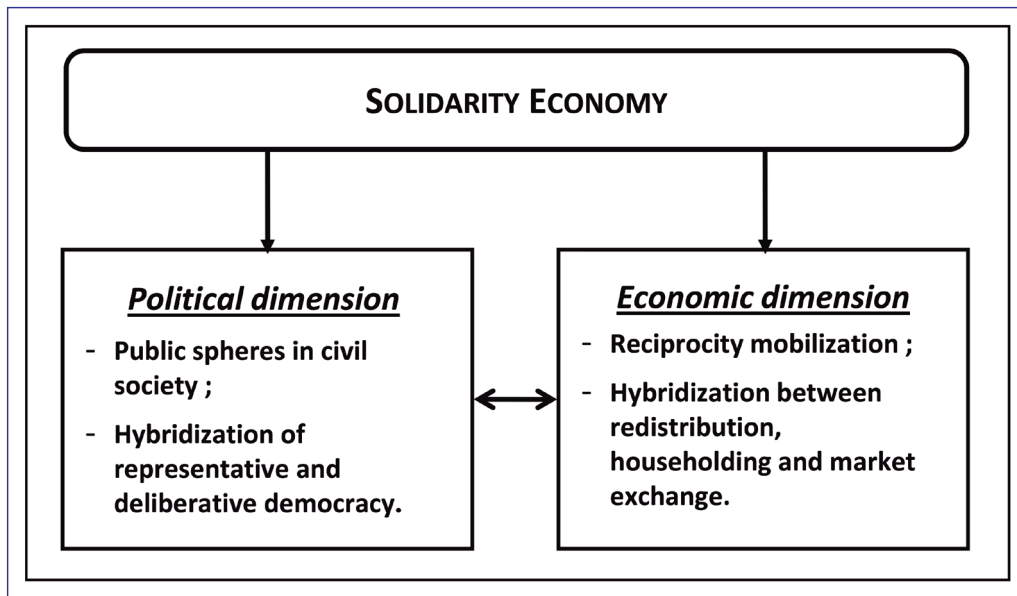 SOLIDARITY ECONOMY
Political dimension
- Public spheres in civil
society ;
- Hybridization of
representative and
deliberative democracy.
Economic dimension
- Reciprocity mobilization ;
- Hybridization between
redistribution,
householding and market
exchange.